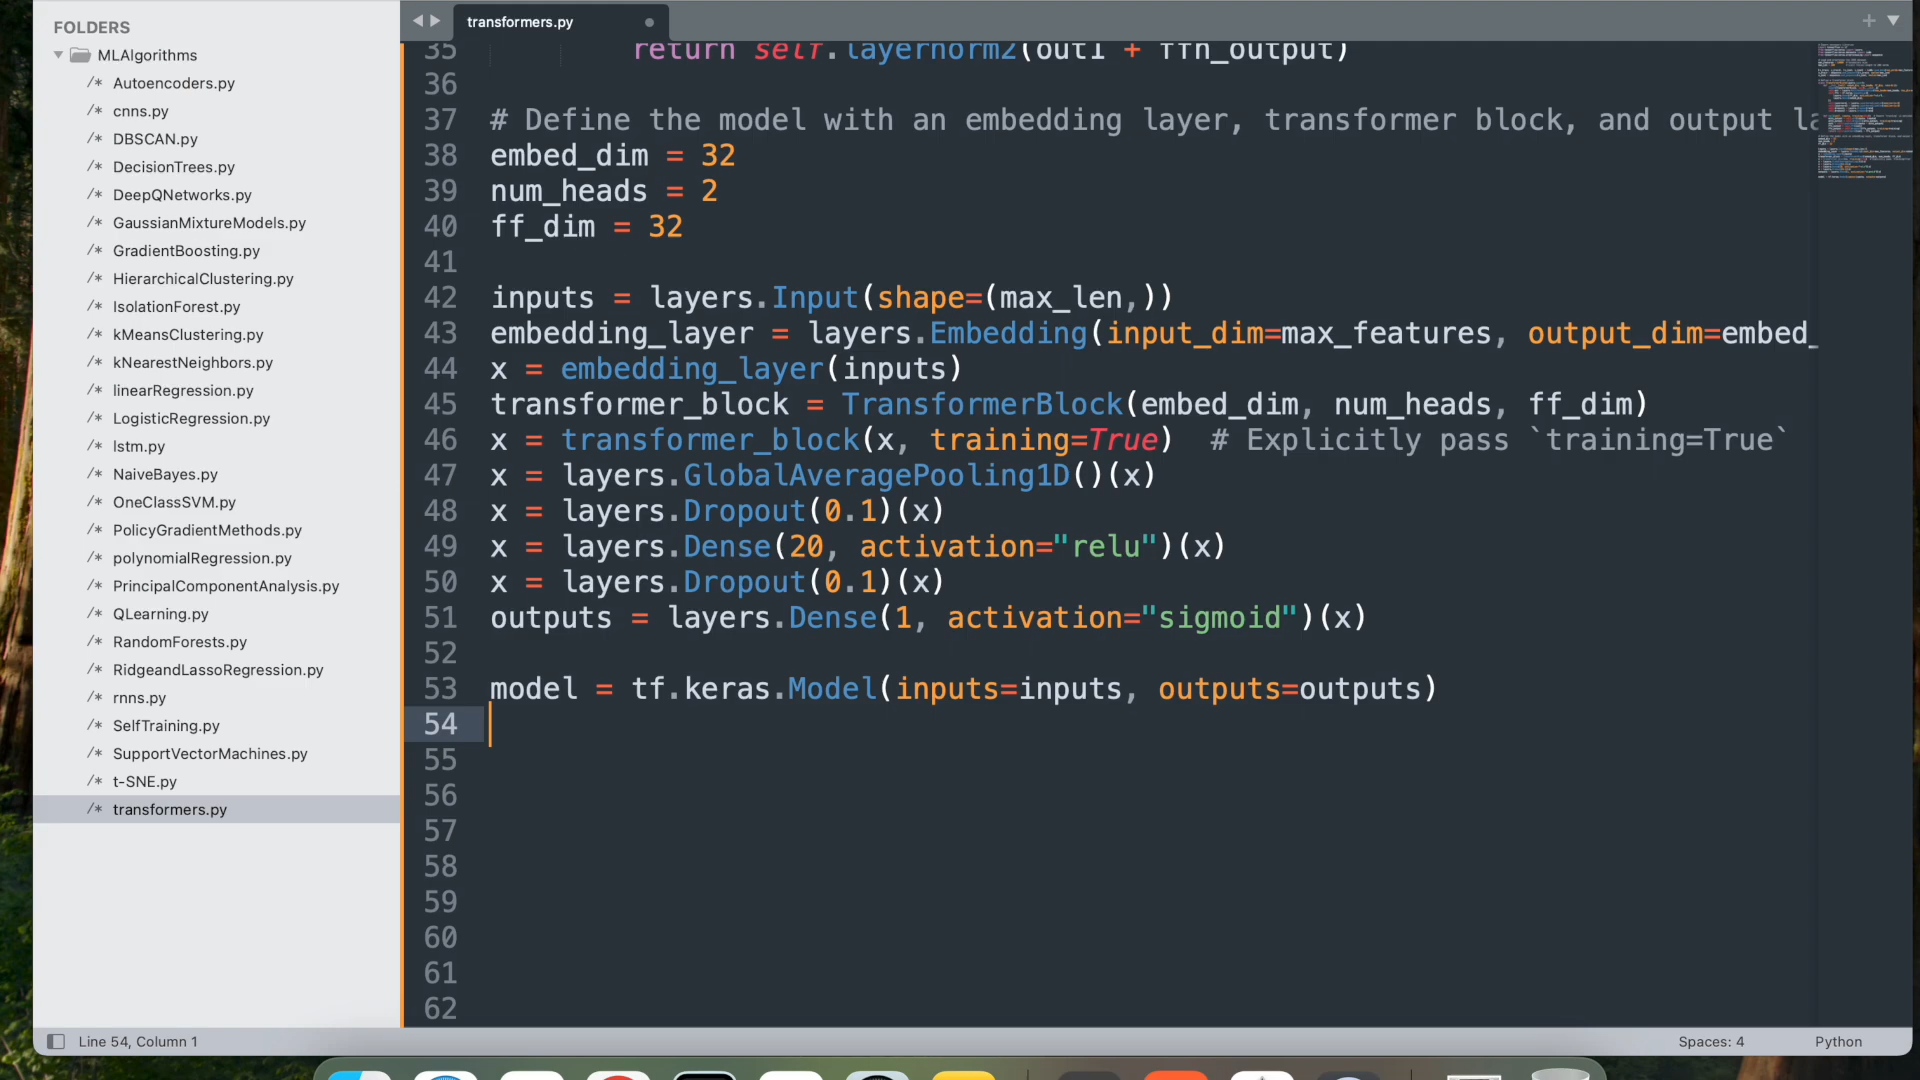 FOLDERS
MLAlgorithms
/* Autoencoders.py
/* cnns.py
/* DBSCAN.py
/* DecisionTrees.py
/* DeepQNetworks.py
/* GaussianMixtureModels.py
/* GradientBoosting.py
/* HierarchicalClustering.py
/* IsolationForest.py
/* kMeansClustering.py
/* kNearestNeighbors.py
/* linearRegression.py
/* LogisticRegression.py
/* lstm.py
/* NaiveBayes.py
/* OneClassSVM.py
/* PolicyGradientMethods.py
/* polynomialRegression.py
/* PrincipalComponentAnalysis.py
/* QLearning.py
/* RandomForests.py
/* RidgeandLassoRegression.py
/* rnns.py
/* SelfTraining.py
/* SupportVectorMachines.py
/* t-SNE.py
/* transformers.py
transformers.py
35 return self.layernorm2(out1 + ffn_output)
36
37 # Define the model with an embedding layer, transformer block, and output la
38 embed_dim = 32
39 num_heads = 2
40 ff_dim = 32
41
42 inputs = layers.Input(shape=(max_len,))
43 embedding_layer = layers.Embedding(input_dim=max_features, output_dim=embed_
44 x = embedding_layer(inputs)
45 transformer_block = TransformerBlock(embed_dim, num_heads, ff_dim)
46 x = transformer_block(x, training=True)  # Explicitly pass `training=True`
47 x = layers.GlobalAveragePooling1D()(x)
48 x = layers.Dropout(0.1)(x)
49 x = layers.Dense(20, activation="relu")(x)
50 x = layers.Dropout(0.1)(x)
51 outputs = layers.Dense(1, activation="sigmoid")(x)
52
53 model = tf.keras.Model(inputs=inputs, outputs=outputs)
54
55
56
57
58
59
60
61
62
Line 54, Column 1
Spaces: 4
Python